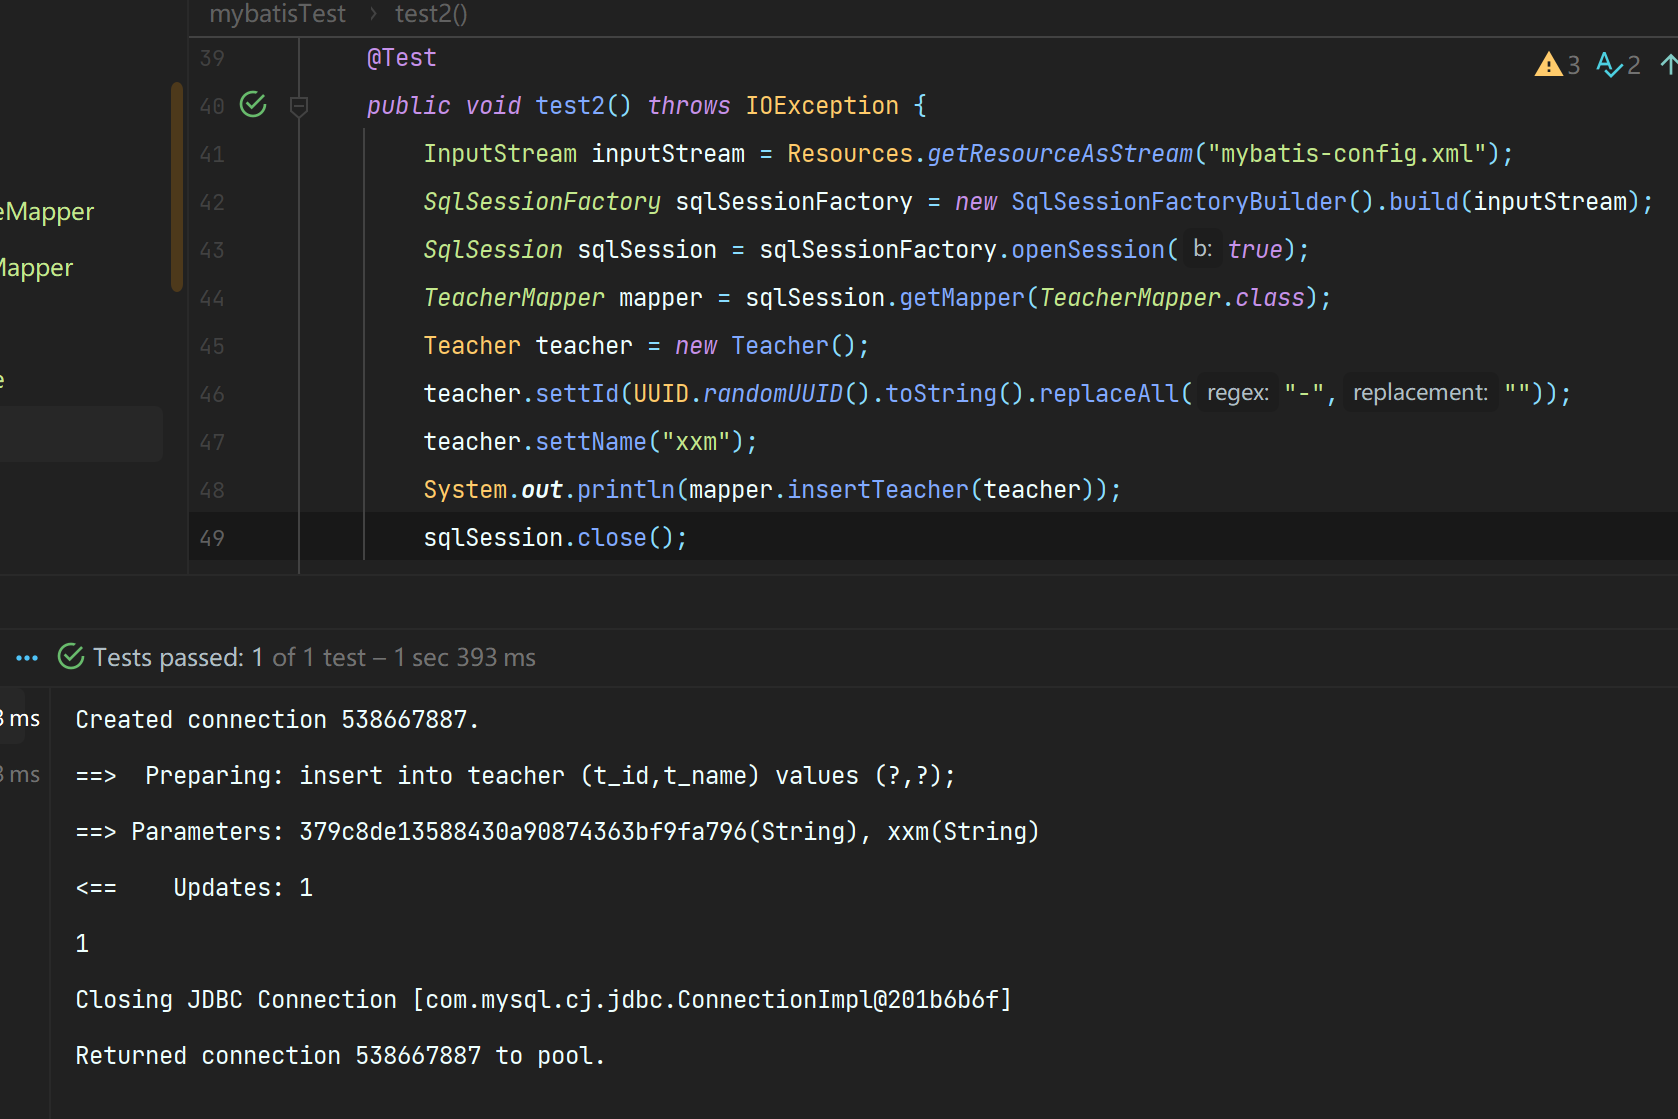 mybatisTest > test2()
39 @Test
3 2
40 public void test2() throws IOException {
41 InputStream inputStream = Resources.getResourceAsStream("mybatis-config.xml");
42 SqlSessionFactory sqlSessionFactory = new SqlSessionFactoryBuilder().build(inputStream);
eMapper
43 SqlSession sqlSession = sqlSessionFactory.openSession( b: true);
Mapper
44 TeacherMapper mapper = sqlSession.getMapper(TeacherMapper.class);
45 Teacher teacher = new Teacher();
e
46 teacher.settId(UUID.randomUUID().toString().replaceAll( regex: "-", replacement: ""));
47 teacher.settName("xxm");
48 System.out.println(mapper.insertTeacher(teacher));
49 sqlSession.close();
... Tests passed: 1 of 1 test – 1 sec 393 ms
3 ms
3 ms
Created connection 538667887.
==>  Preparing: insert into teacher (t_id,t_name) values (?,?);
==> Parameters: 379c8de13588430a90874363bf9fa796(String), xxm(String)
<==    Updates: 1
1
Closing JDBC Connection [com.mysql.cj.jdbc.ConnectionImpl@201b6b6f]
Returned connection 538667887 to pool.